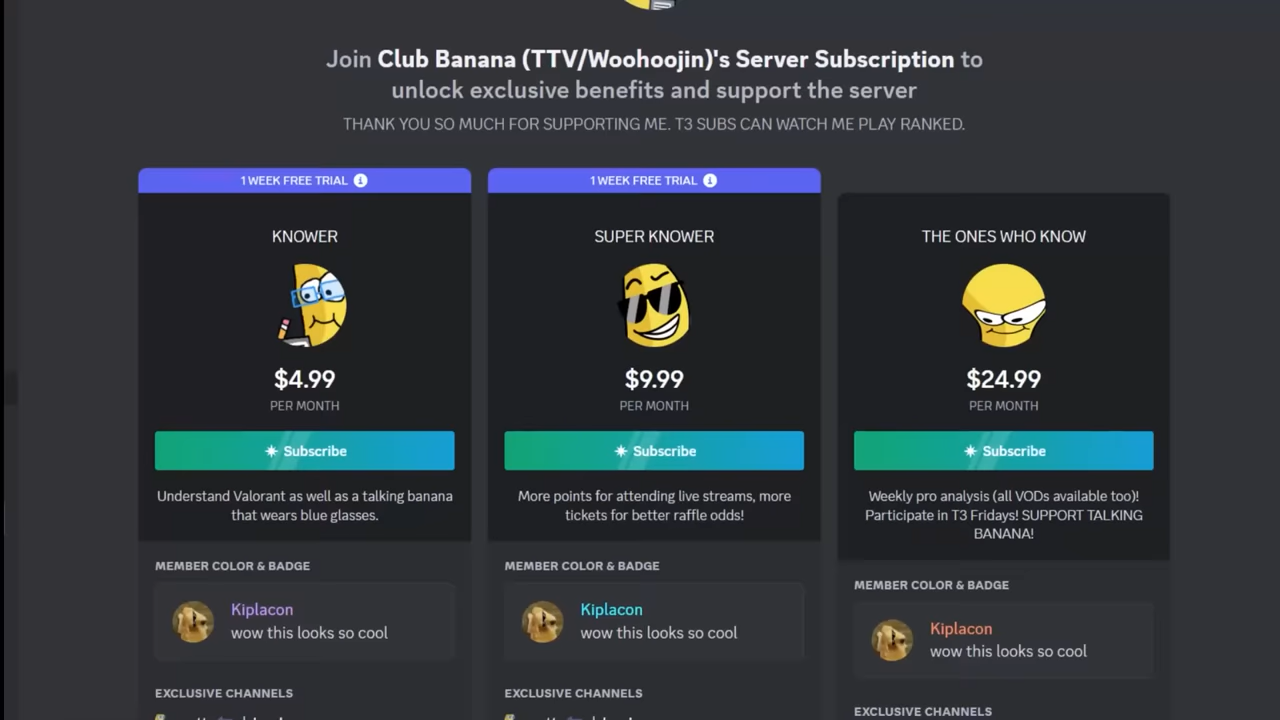 Join Club Banana (TTV/Woohoojin)'s Server Subscription to
unlock exclusive benefits and support the server
THANK YOU SO MUCH FOR SUPPORTING ME. T3 SUBS CAN WATCH ME PLAY RANKED.
1 WEEK FREE TRIAL
KNOWER
$4.99
PER MONTH
Subscribe
Understand Valorant as well as a talking banana
that wears blue glasses.
MEMBER COLOR & BADGE
Kiplacon
wow this looks so cool
EXCLUSIVE CHANNELS
1 WEEK FREE TRIAL
SUPER KNOWER
$9.99
PER MONTH
Subscribe
More points for attending live streams, more
tickets for better raffle odds!
MEMBER COLOR & BADGE
Kiplacon
wow this looks so cool
EXCLUSIVE CHANNELS
THE ONES WHO KNOW
$24.99
PER MONTH
Subscribe
Weekly pro analysis (all VODs available too)!
Participate in T3 Fridays! SUPPORT TALKING
BANANA!
MEMBER COLOR & BADGE
Kiplacon
wow this looks so cool
EXCLUSIVE CHANNELS